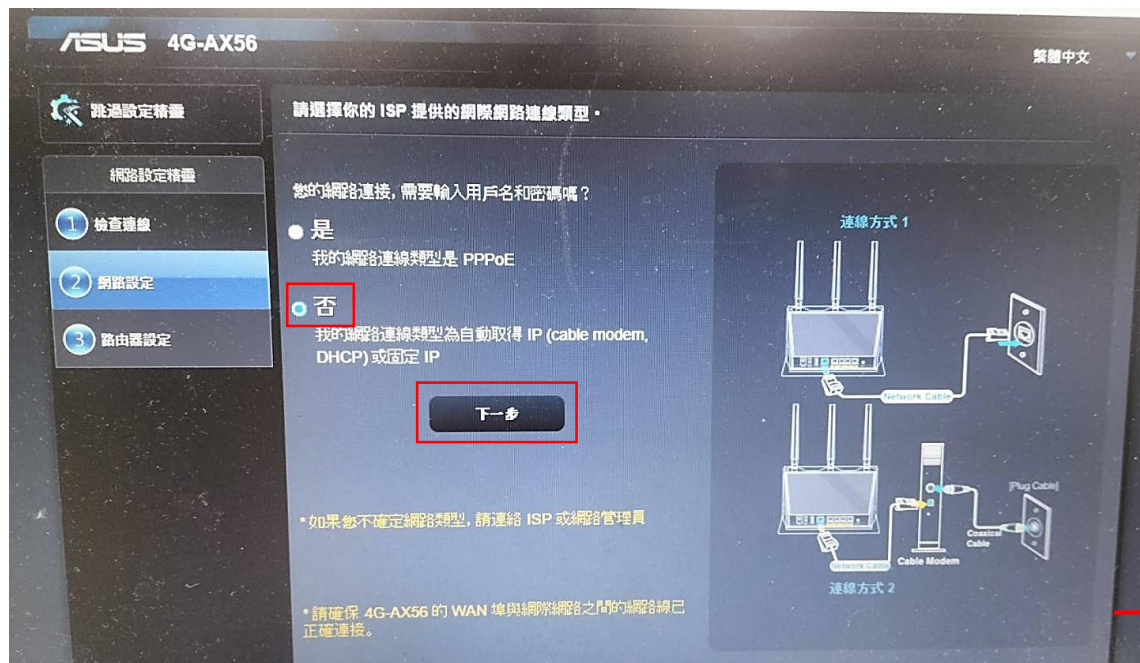 ASUS 4G-AX56
繁體中文
跳過設定精靈
請選擇你的 ISP 提供的網際網路連線類型。
網路設定精靈
1 檢查連線
2 網路設定
3 路由器設定
您的網路連接，需要輸入用戶名和密碼嗎？
是
我的網路連線類型是 PPPoE
否
我的網路連線類型為自動取得 IP (cable modem,
DHCP) 或固定 IP
下一步
*如果您不確定網路類型，請連絡 ISP 或網路管理員
*請確保 4G-AX56 的 WAN 埠與網際網路之間的網路線已
正確連接。
連線方式 1
Network Cable
[Plug Cable]
Coaxical
Cable
Network Cable
Cable Modem
連線方式 2